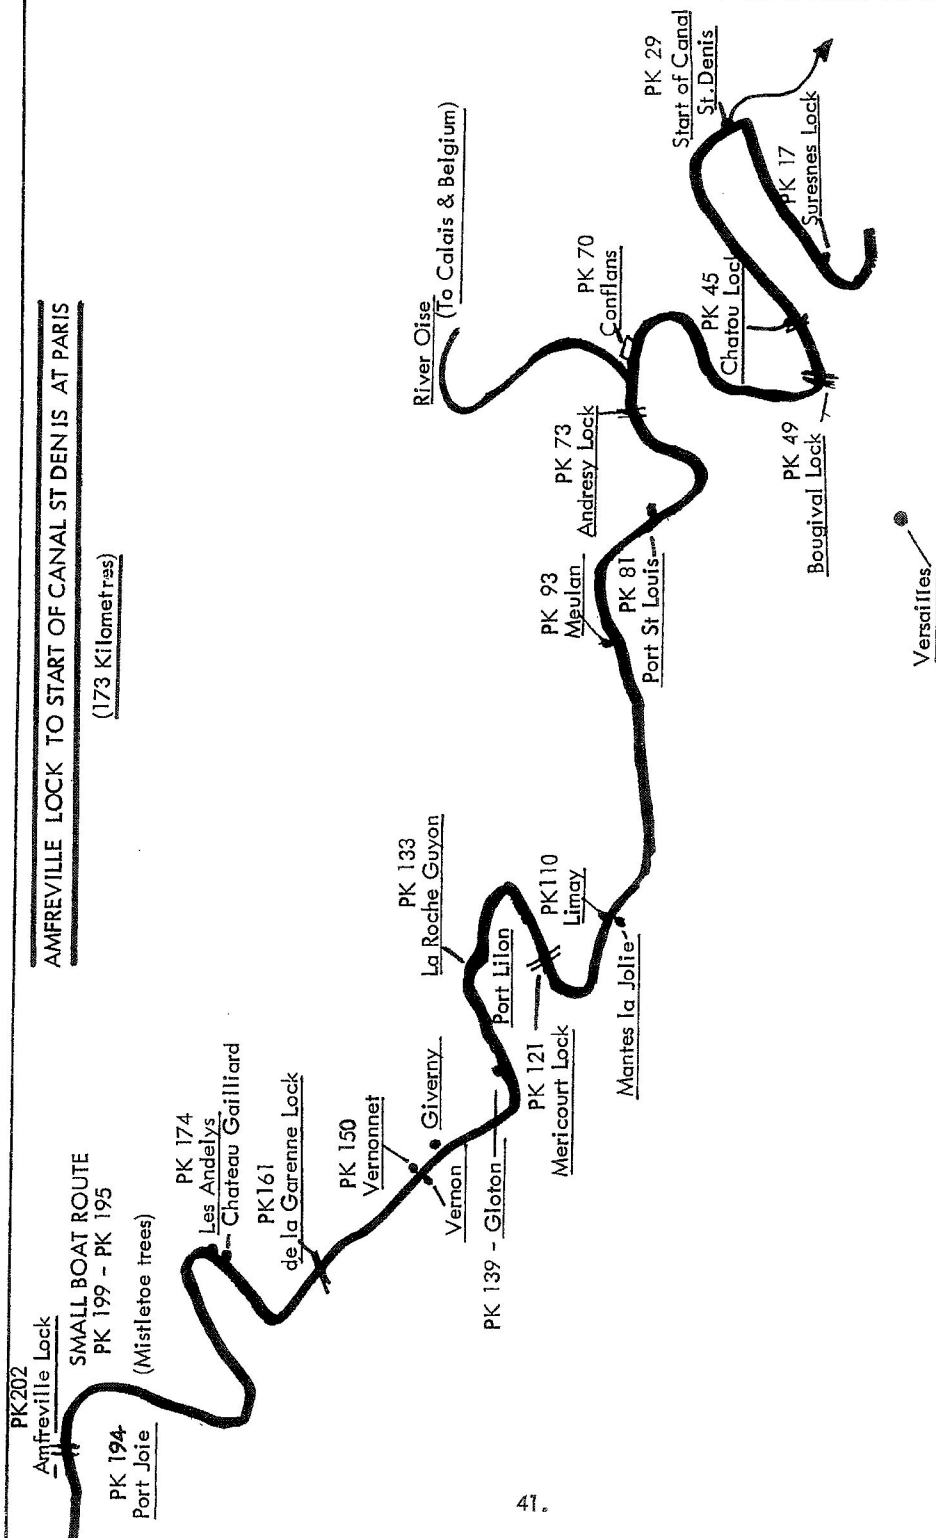 AMFREVILLE LOCK TO START OF CANAL ST DENIS AT PARIS
(173 Kilometres)
PK202
Amfreville Lock
SMALL BOAT ROUTE
PK 199 - PK 195
(Mistletoe trees)
PK 194
Port Joie
PK 174
Les Andelys
Chateau Gailliard
PK161
de la Garenne Lock
PK 150
Vernonnet
Giverny
Vernon
PK 139 - Gloton
PK 133
La Roche Guyon
Port Lilon
PK 121
Mericourt Lock
PK110
Limay
Mantes la Jolie
PK 93
Meulan
PK 81
Port St Louis
PK 73
Andresy Lock
River Oise
(To Calais & Belgium)
PK 70
Conflans
PK 45
Chatou Lock
PK 49
Bougival Lock
Versailles
PK 29
Start of Canal
St.Denis
PK 17
Suresnes Lock
41.